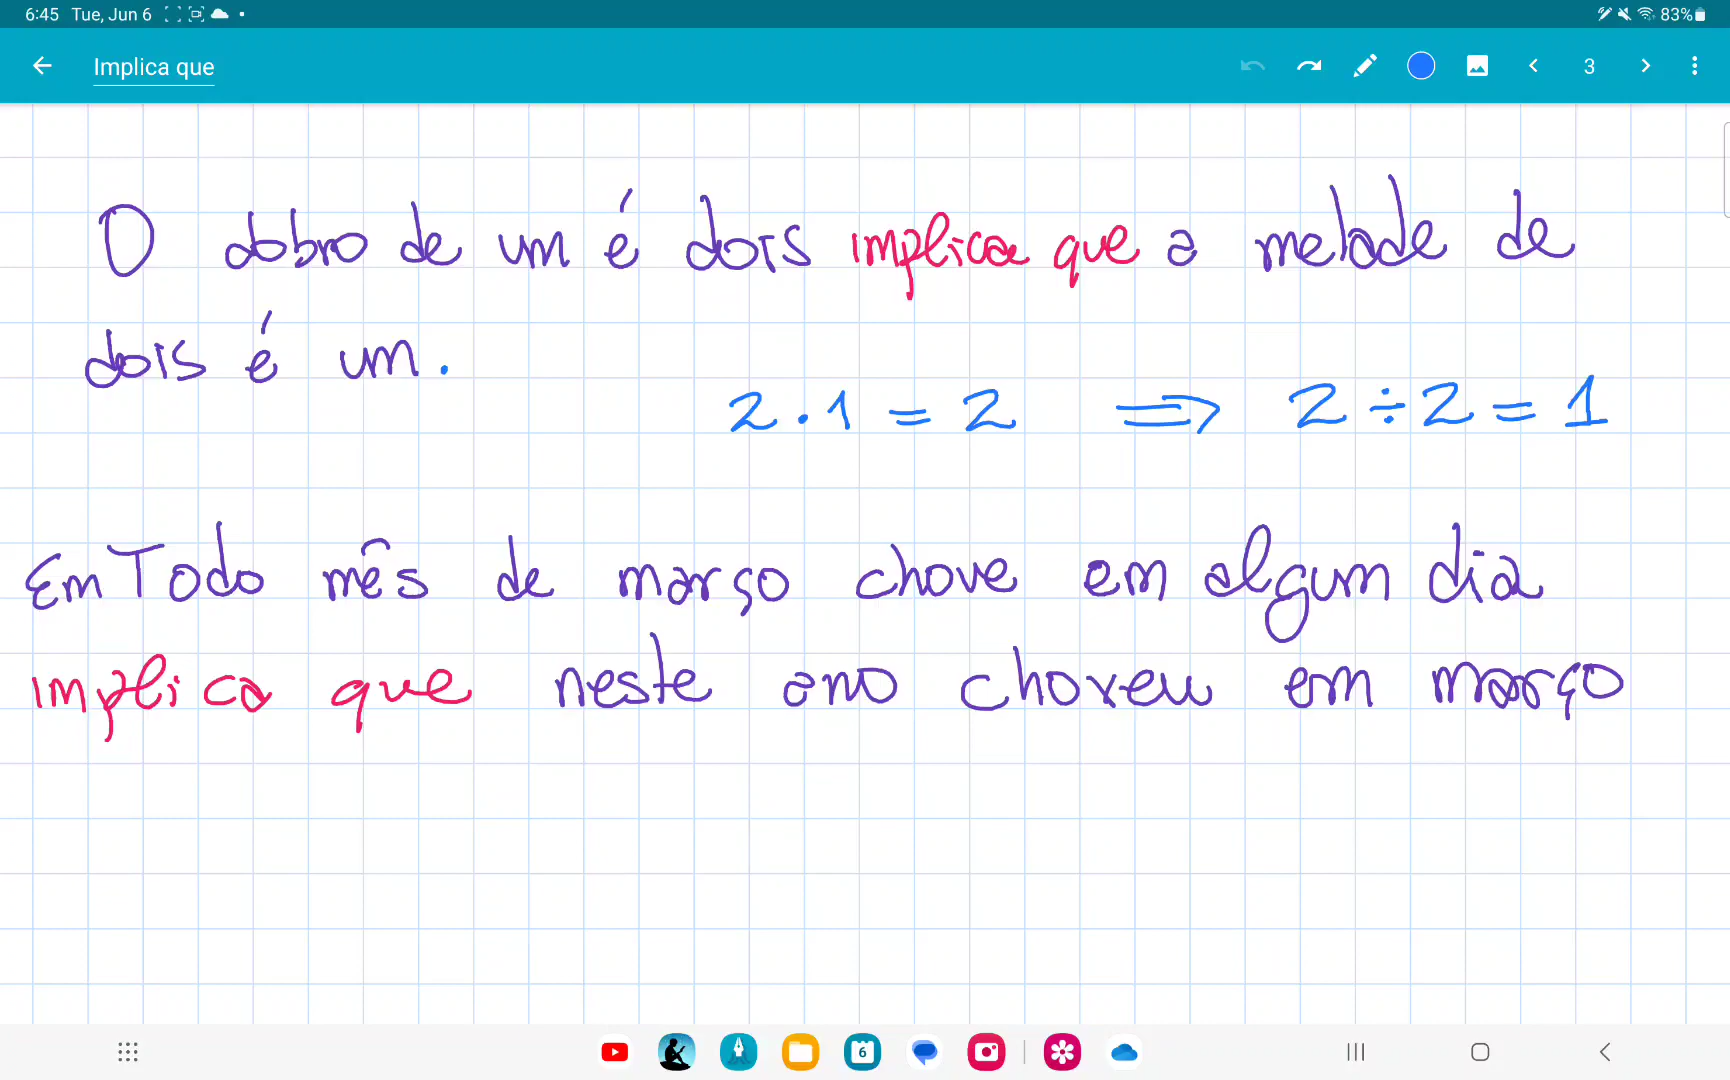 6:45 Tue, Jun 6 83%
Implica que 3
O dobro de um é dois implica que a metade de
dois é um.
2 · 1 = 2 ⟹ 2 ÷ 2 = 1
Em Todo mês de março chove em algum dia
implica que neste ano choveu em março
6